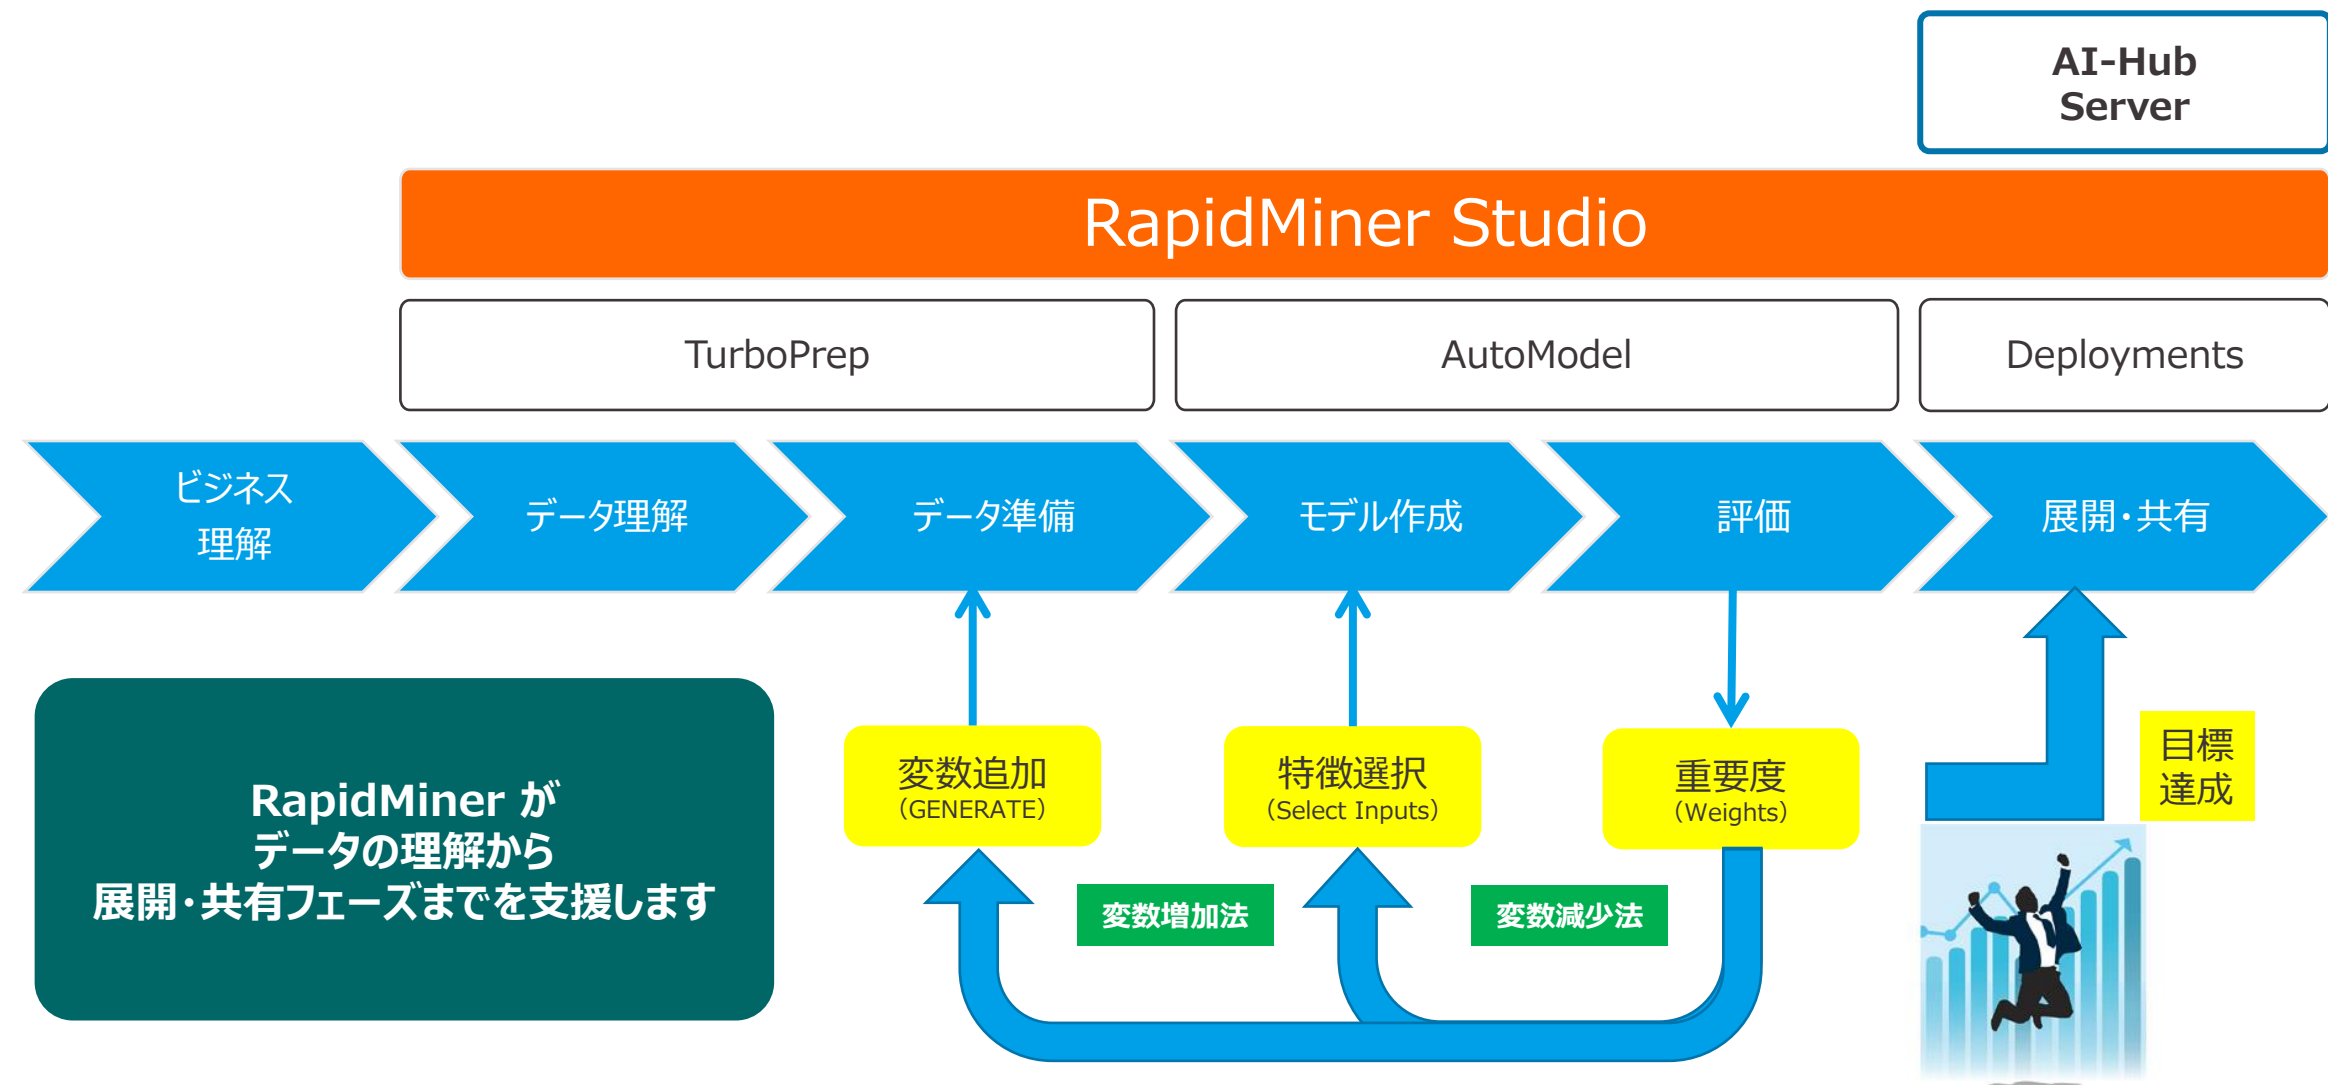 AI-Hub
Server
RapidMiner Studio
TurboPrep
AutoModel
Deployments
ビジネス
理解
データ理解
データ準備
モデル作成
評価
展開・共有
RapidMiner が
データの理解から
展開・共有フェーズまでを支援します
変数追加
（GENERATE）
特徴選択
（Select Inputs）
重要度
（Weights）
目標
達成
変数増加法
変数減少法